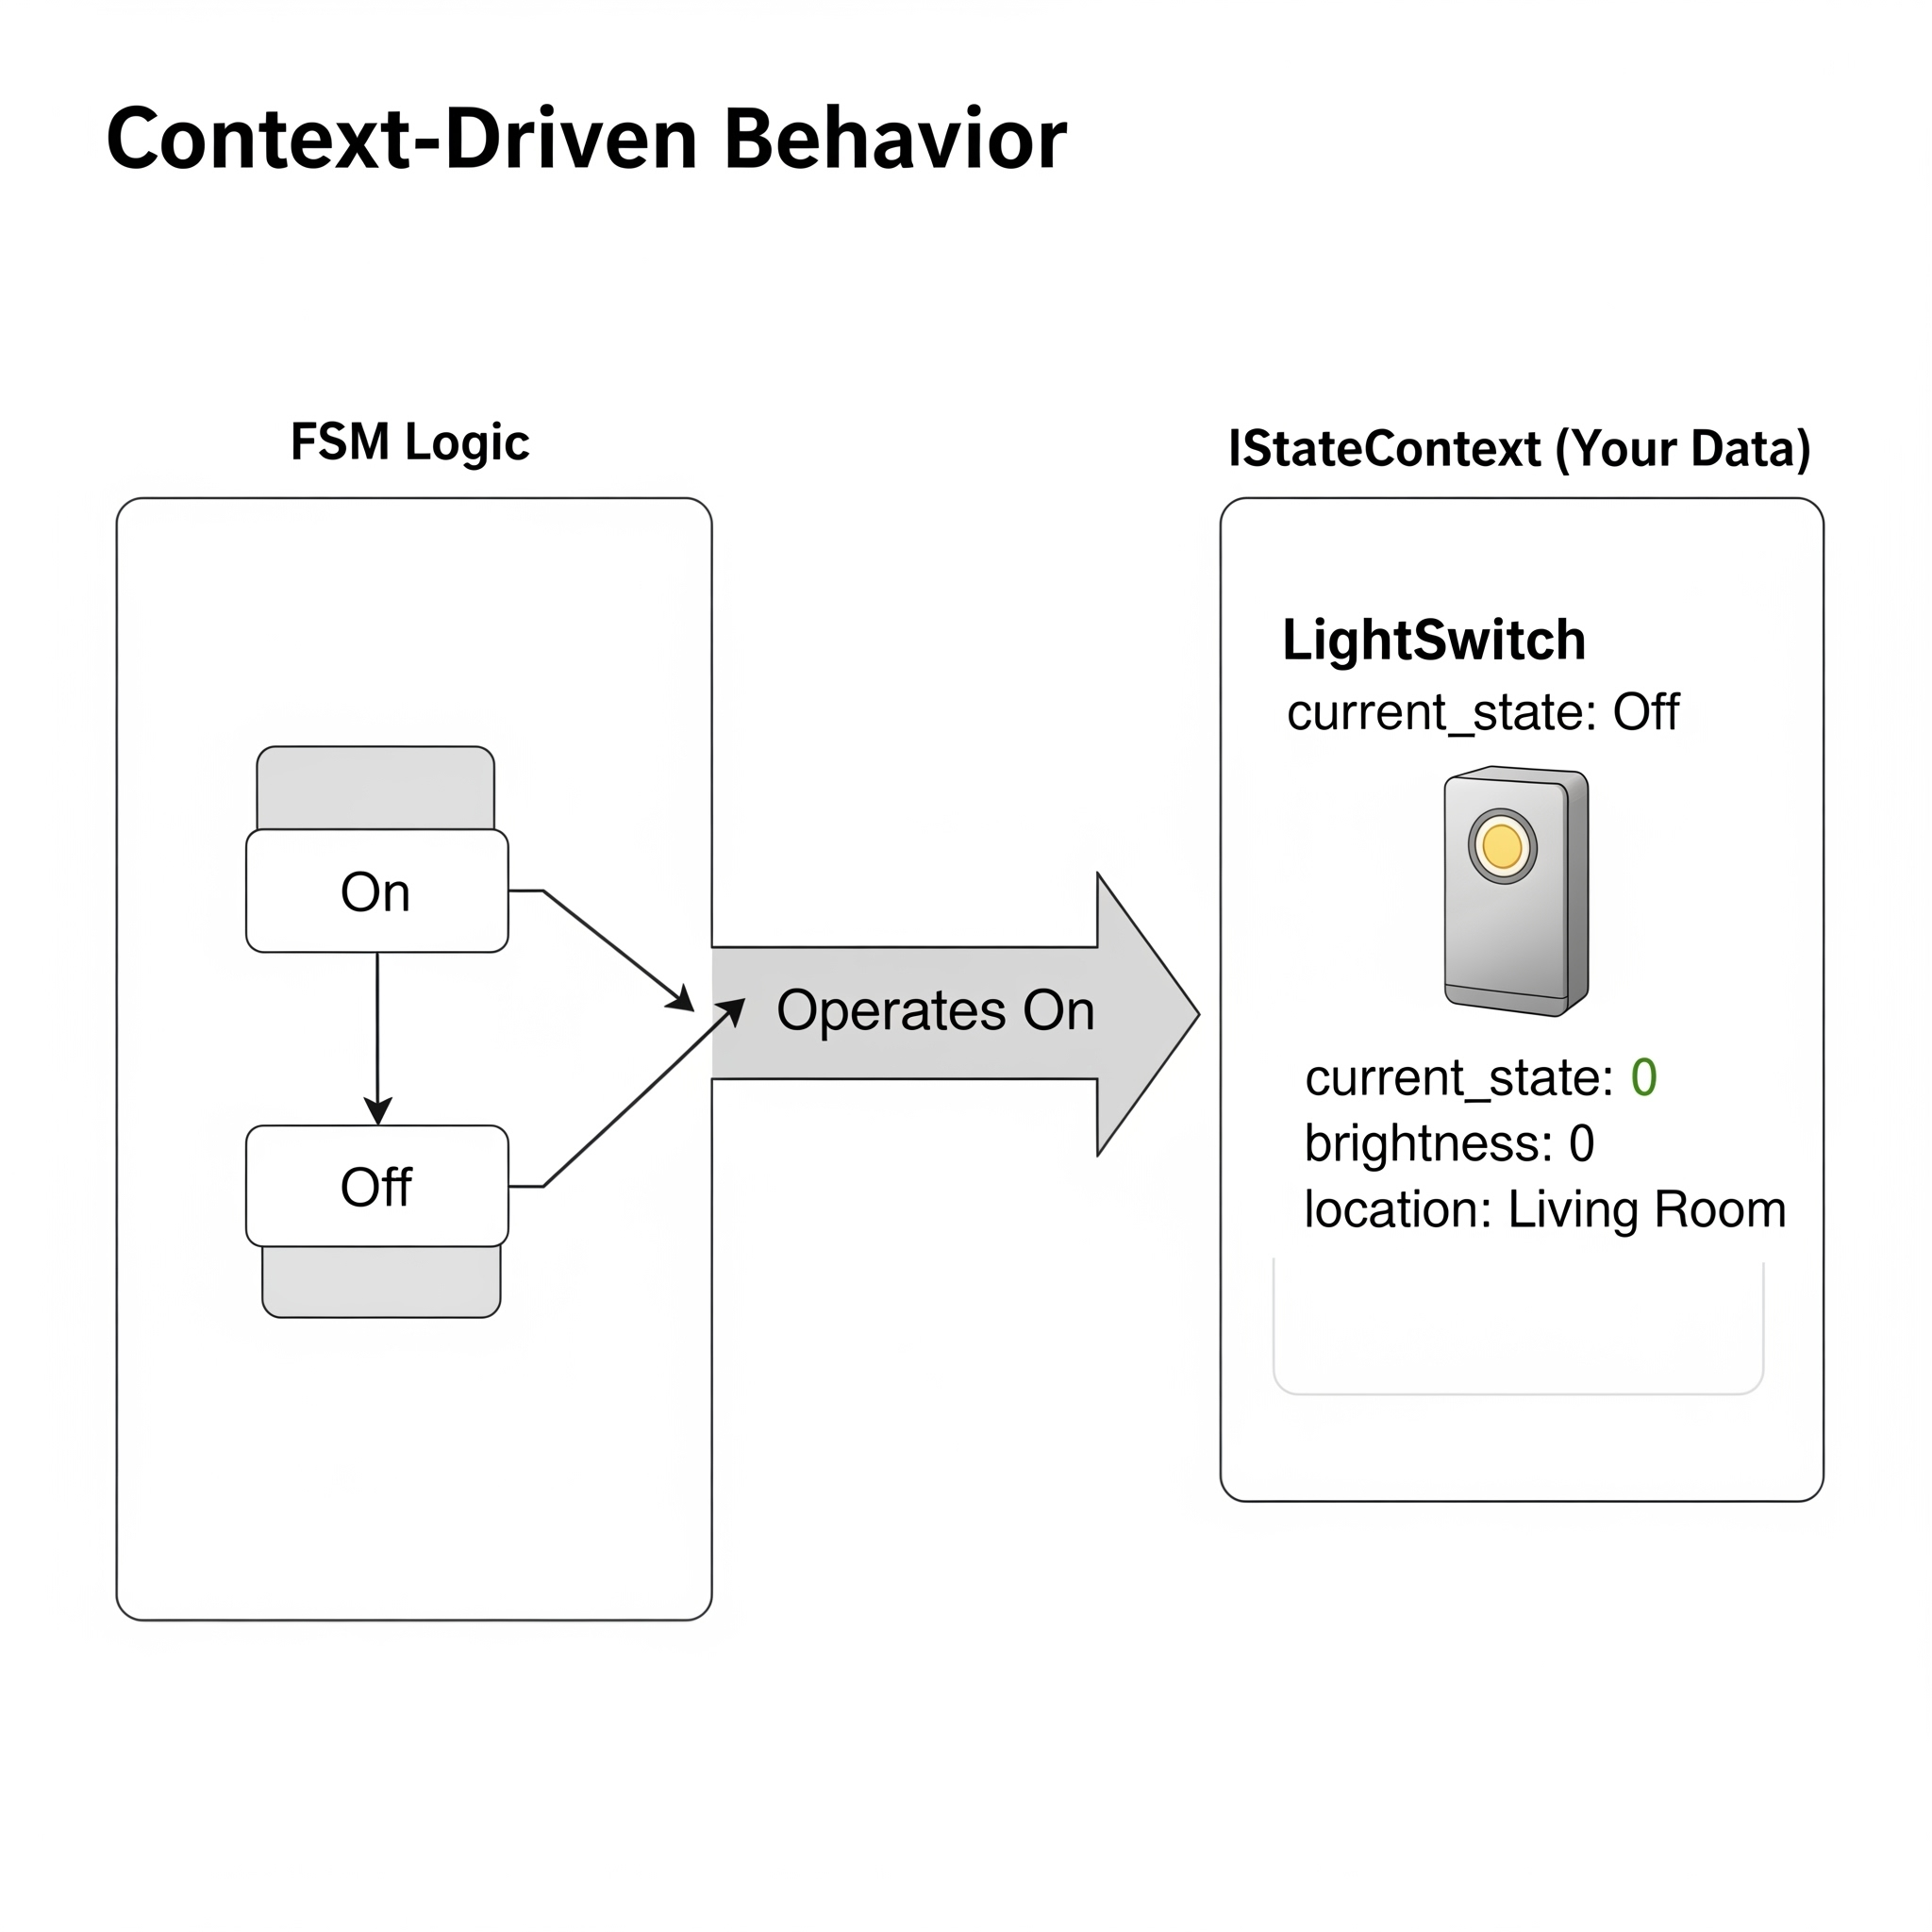 Context-Driven Behavior
FSM Logic
On
Off
Operates On
IStateContext (Your Data)
LightSwitch
current_state: Off
current_state: 0
brightness: 0
location: Living Room